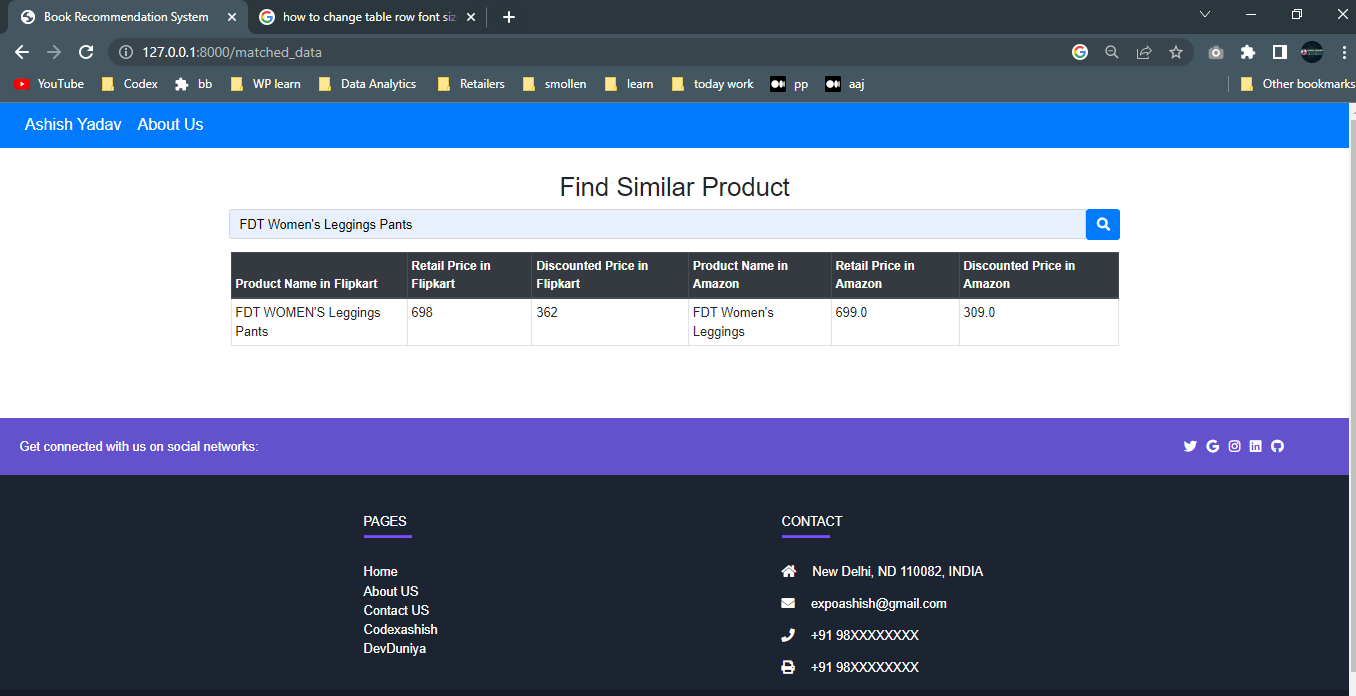 Book Recommendation System
how to change table row font siz
127.0.0.1:8000/matched_data
YouTube Codex bb WP learn Data Analytics Retailers smollen learn today work pp aaj Other bookmarks
Ashish Yadav About Us
Find Similar Product
FDT Women's Leggings Pants
Product Name in Flipkart
Retail Price in
Flipkart
Discounted Price in
Flipkart
Product Name in
Amazon
Retail Price in
Amazon
Discounted Price in
Amazon
FDT WOMEN'S Leggings
Pants
698
362
FDT Women's
Leggings
699.0
309.0
Get connected with us on social networks:
PAGES
Home
About US
Contact US
Codexashish
DevDuniya
CONTACT
New Delhi, ND 110082, INDIA
expoashish@gmail.com
+91 98XXXXXXXX
+91 98XXXXXXXX